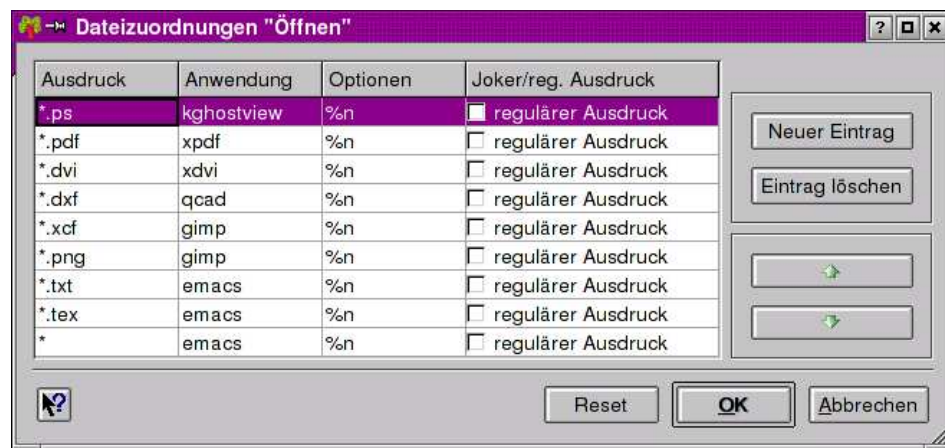 Dateizuordnungen "Öffnen"
Ausdruck Anwendung Optionen Joker/reg. Ausdruck
*.ps kghostview %n regulärer Ausdruck
*.pdf xpdf %n regulärer Ausdruck
*.dvi xdvi %n regulärer Ausdruck
*.dxf qcad %n regulärer Ausdruck
*.xcf gimp %n regulärer Ausdruck
*.png gimp %n regulärer Ausdruck
*.txt emacs %n regulärer Ausdruck
*.tex emacs %n regulärer Ausdruck
* emacs %n regulärer Ausdruck
Neuer Eintrag
Eintrag löschen
Reset OK Abbrechen